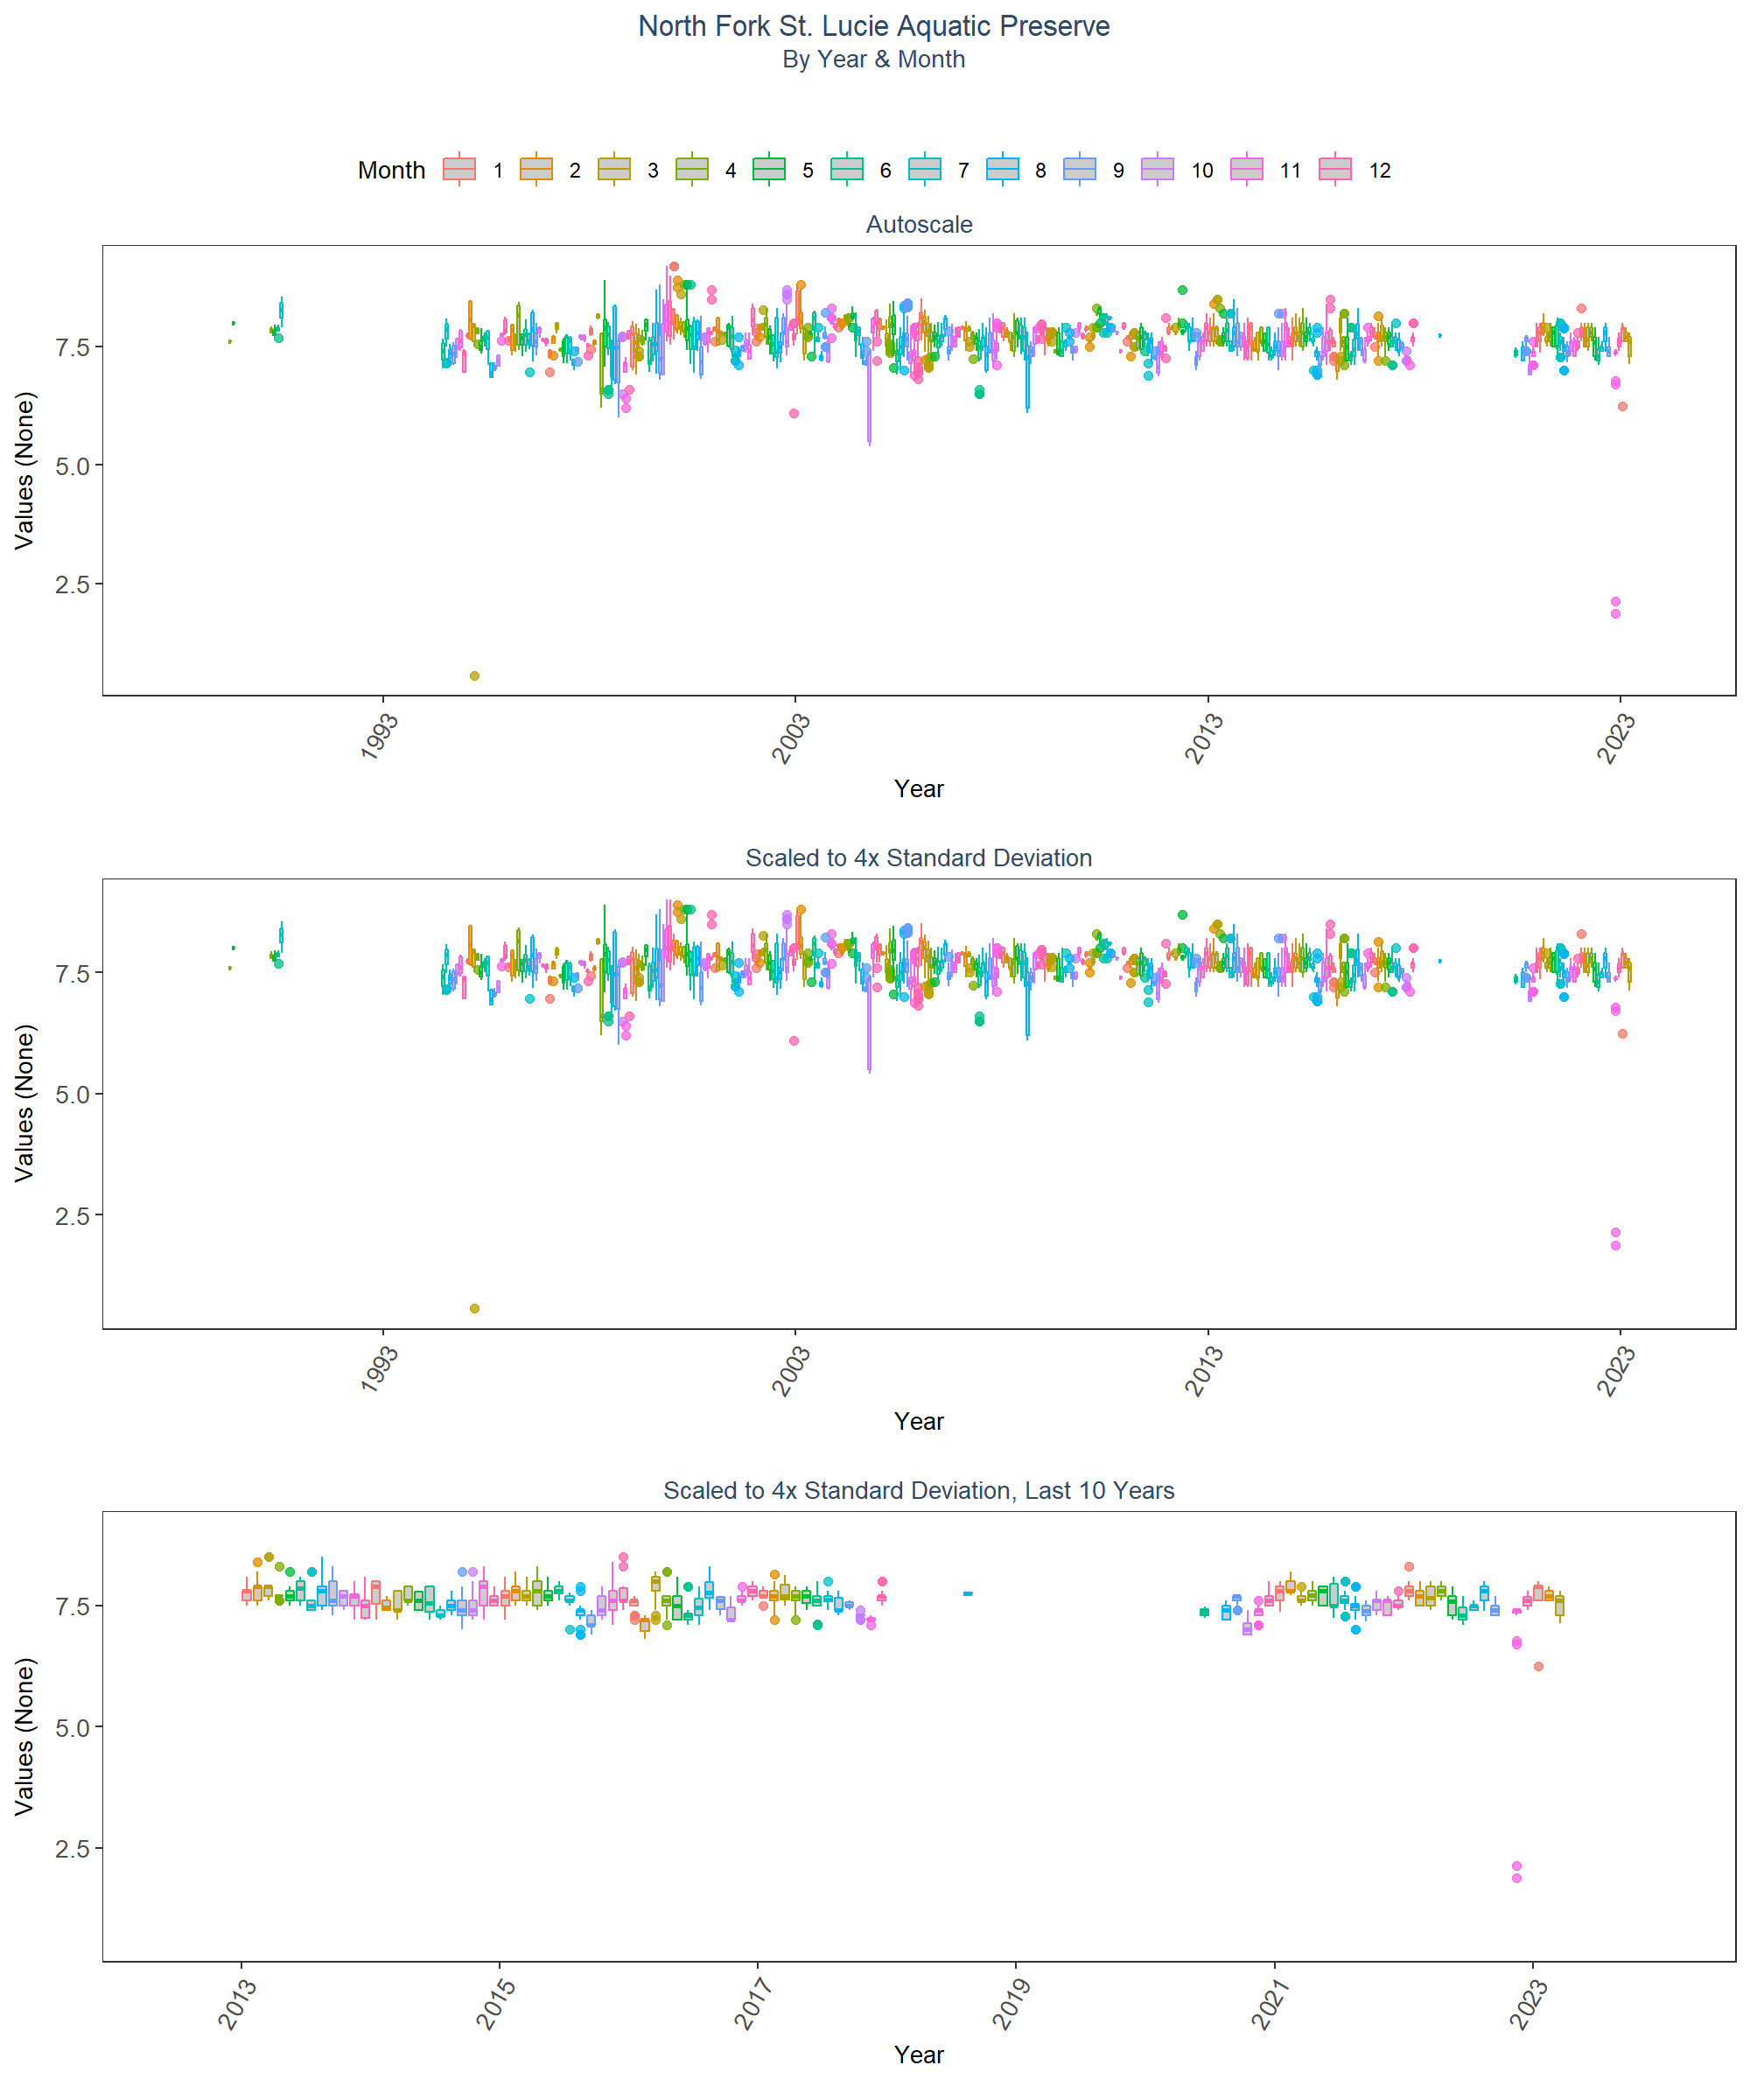 North Fork St. Lucie Aquatic Preserve
By Year & Month
Month 1 2 3 4 5 6 7 8 9 10 11 12
Autoscale
Values (None)
7.5
5.0
2.5
1993 2003 2013 2023
Year
Scaled to 4x Standard Deviation
Values (None)
7.5
5.0
2.5
1993 2003 2013 2023
Year
Scaled to 4x Standard Deviation, Last 10 Years
Values (None)
7.5
5.0
2.5
2013 2015 2017 2019 2021 2023
Year